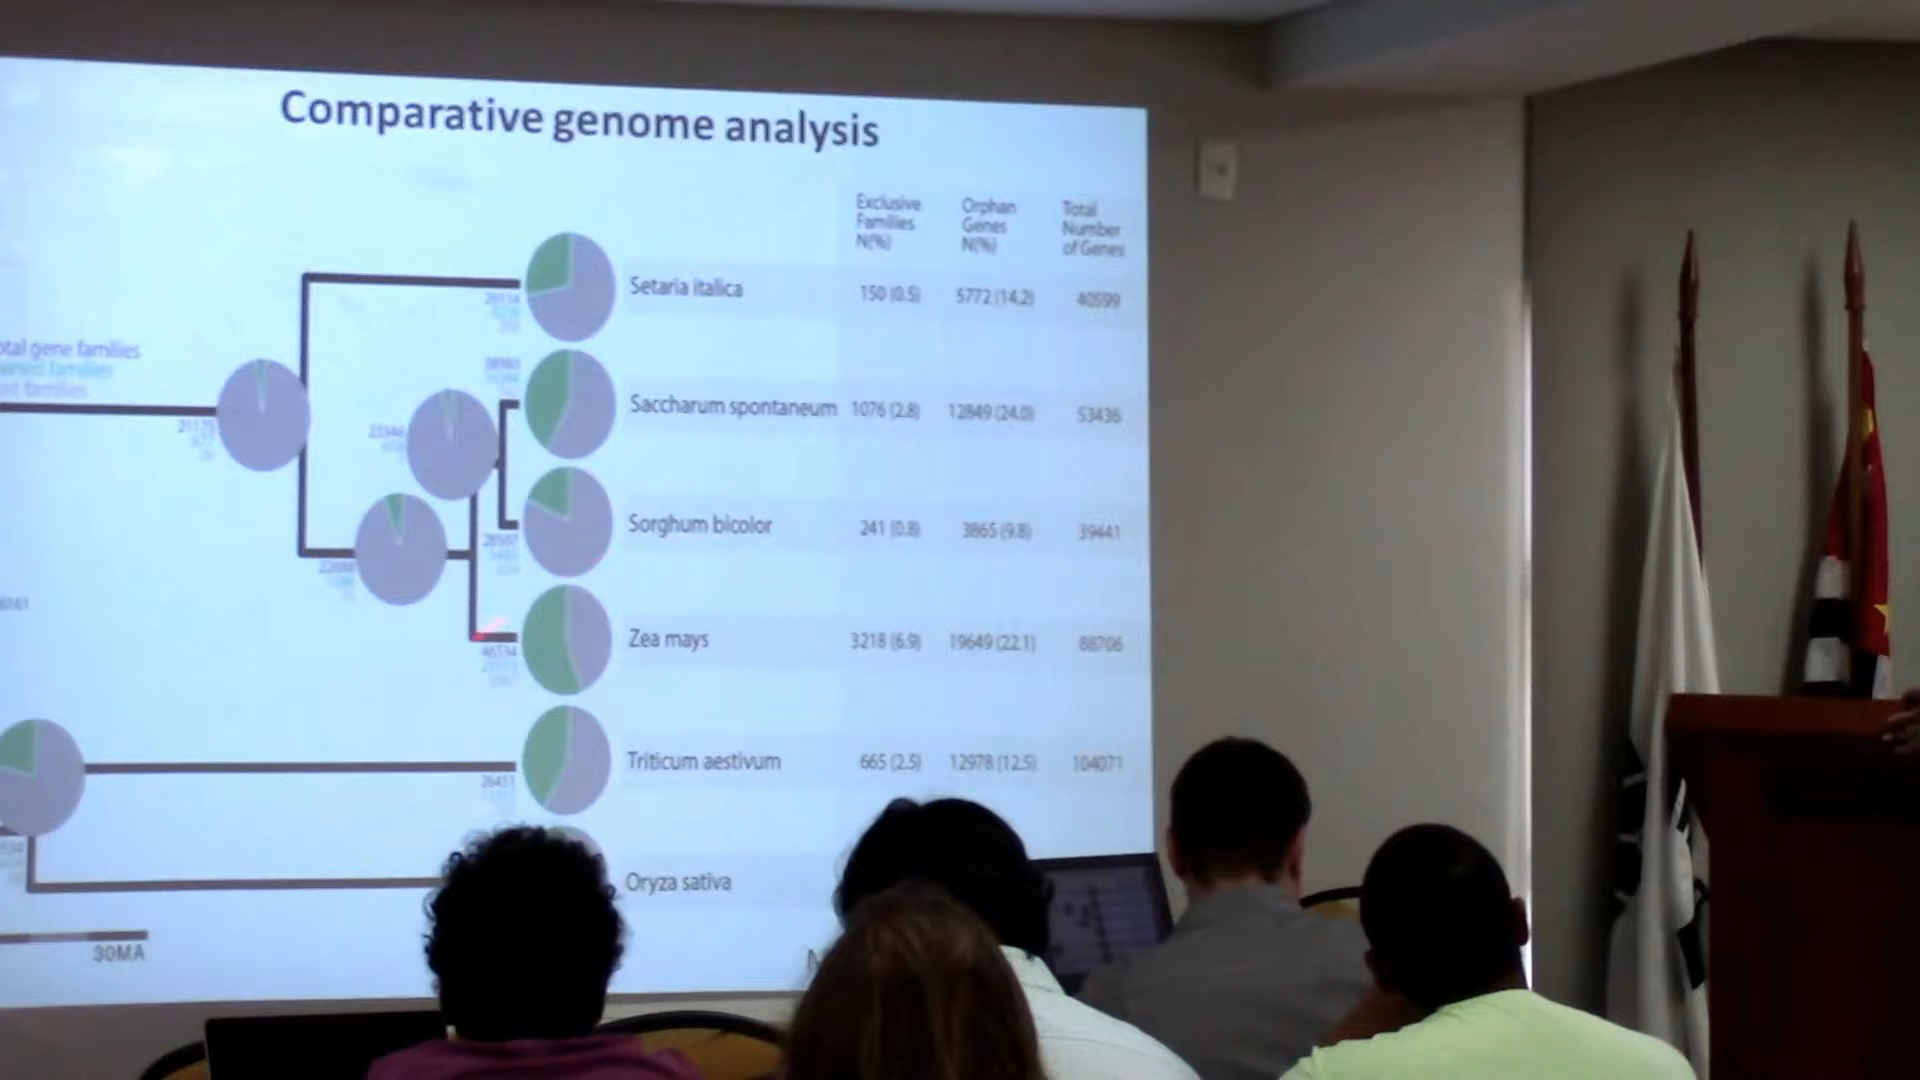 Comparative genome analysis
Exclusive
Families
N(%)
Orphan
Genes
N(%)
Total
Number
of Genes
Setaria italica 150 (0.5) 5772 (14.2) 40599
otal gene families
Saccharum spontaneum 1076 (2.8) 12849 (24.0) 53436
Sorghum bicolor 241 (0.8) 3865 (9.8) 39441
Zea mays 3218 (6.9) 19649 (22.1) 88706
46534
Triticum aestivum 665 (2.5) 12978 (12.5) 104071
26453
Oryza sativa
30MA